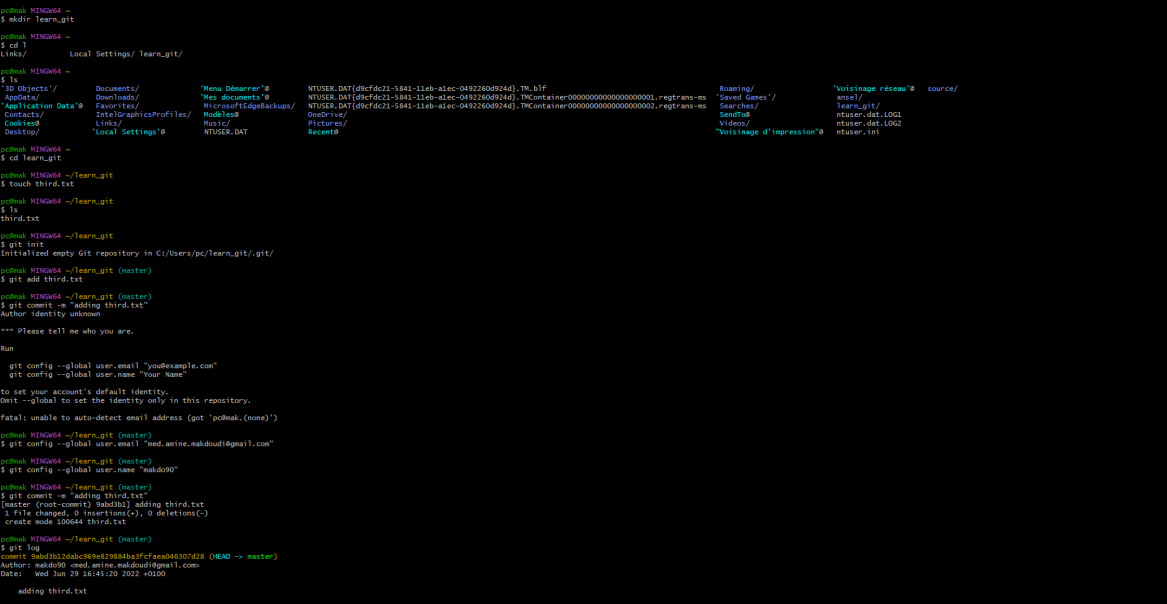 pc@mak MINGW64 ~
$ mkdir learn_git
pc@mak MINGW64 ~
$ cd l
Links/ Local Settings/ learn_git/
pc@mak MINGW64 ~
$ ls
'3D Objects'/ Documents/ 'Menu Démarrer'@ NTUSER.DAT{d9cfdc21-5841-11eb-a1ec-0492260d924d}.TM.blf Roaming/ 'Voisinage réseau'@ source/
AppData/ Downloads/ 'Mes documents'@ NTUSER.DAT{d9cfdc21-5841-11eb-a1ec-0492260d924d}.TMContainer00000000000000000001.regtrans-ms 'Saved Games'/ ansel/
'Application Data'@ Favorites/ MicrosoftEdgeBackups/ NTUSER.DAT{d9cfdc21-5841-11eb-a1ec-0492260d924d}.TMContainer00000000000000000002.regtrans-ms Searches/ learn_git/
Contacts/ IntelGraphicsProfiles/ Modèles@ OneDrive/ SendTo@ ntuser.dat.LOG1
Cookies@ Links/ Music/ Pictures/ Videos/ ntuser.dat.LOG2
Desktop/ 'Local Settings'@ NTUSER.DAT Recent@ "Voisinage d'impression"@ ntuser.ini
pc@mak MINGW64 ~
$ cd learn_git
pc@mak MINGW64 ~/learn_git
$ touch third.txt
pc@mak MINGW64 ~/learn_git
$ ls
third.txt
pc@mak MINGW64 ~/learn_git
$ git init
Initialized empty Git repository in C:/Users/pc/learn_git/.git/
pc@mak MINGW64 ~/learn_git (master)
$ git add third.txt
pc@mak MINGW64 ~/learn_git (master)
$ git commit -m "adding third.txt"
Author identity unknown
*** Please tell me who you are.
Run
git config --global user.email "you@example.com"
git config --global user.name "Your Name"
to set your account's default identity.
Omit --global to set the identity only in this repository.
fatal: unable to auto-detect email address (got 'pc@mak.(none)')
pc@mak MINGW64 ~/learn_git (master)
$ git config --global user.email "med.amine.makdoudi@gmail.com"
pc@mak MINGW64 ~/learn_git (master)
$ git config --global user.name "makdo90"
pc@mak MINGW64 ~/learn_git (master)
$ git commit -m "adding third.txt"
[master (root-commit) 9abd3b1] adding third.txt
1 file changed, 0 insertions(+), 0 deletions(-)
create mode 100644 third.txt
pc@mak MINGW64 ~/learn_git (master)
$ git log
commit 9abd3b12dabc969e829884ba3fcfaea046307d28 (HEAD -> master)
Author: makdo90 <med.amine.makdoudi@gmail.com>
Date: Wed Jun 29 16:45:20 2022 +0100
adding third.txt